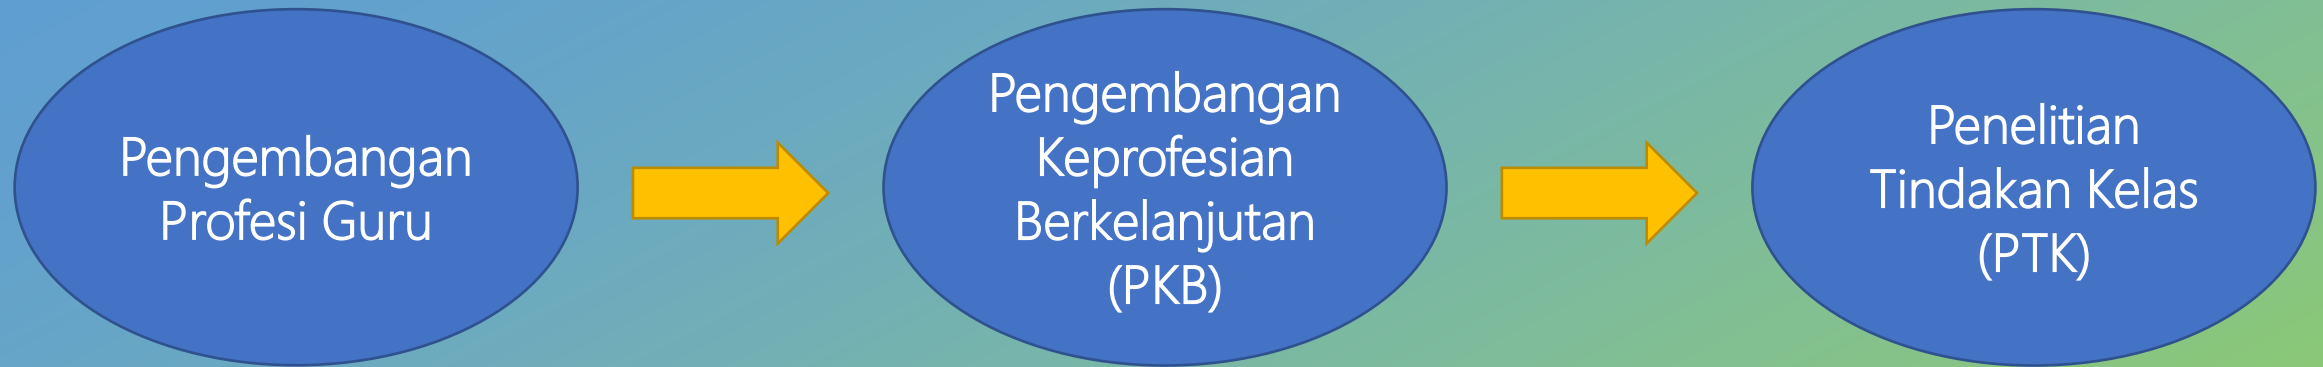 Pengembangan
Profesi Guru
Pengembangan
Keprofesian
Berkelanjutan
(PKB)
Penelitian
Tindakan Kelas
(PTK)